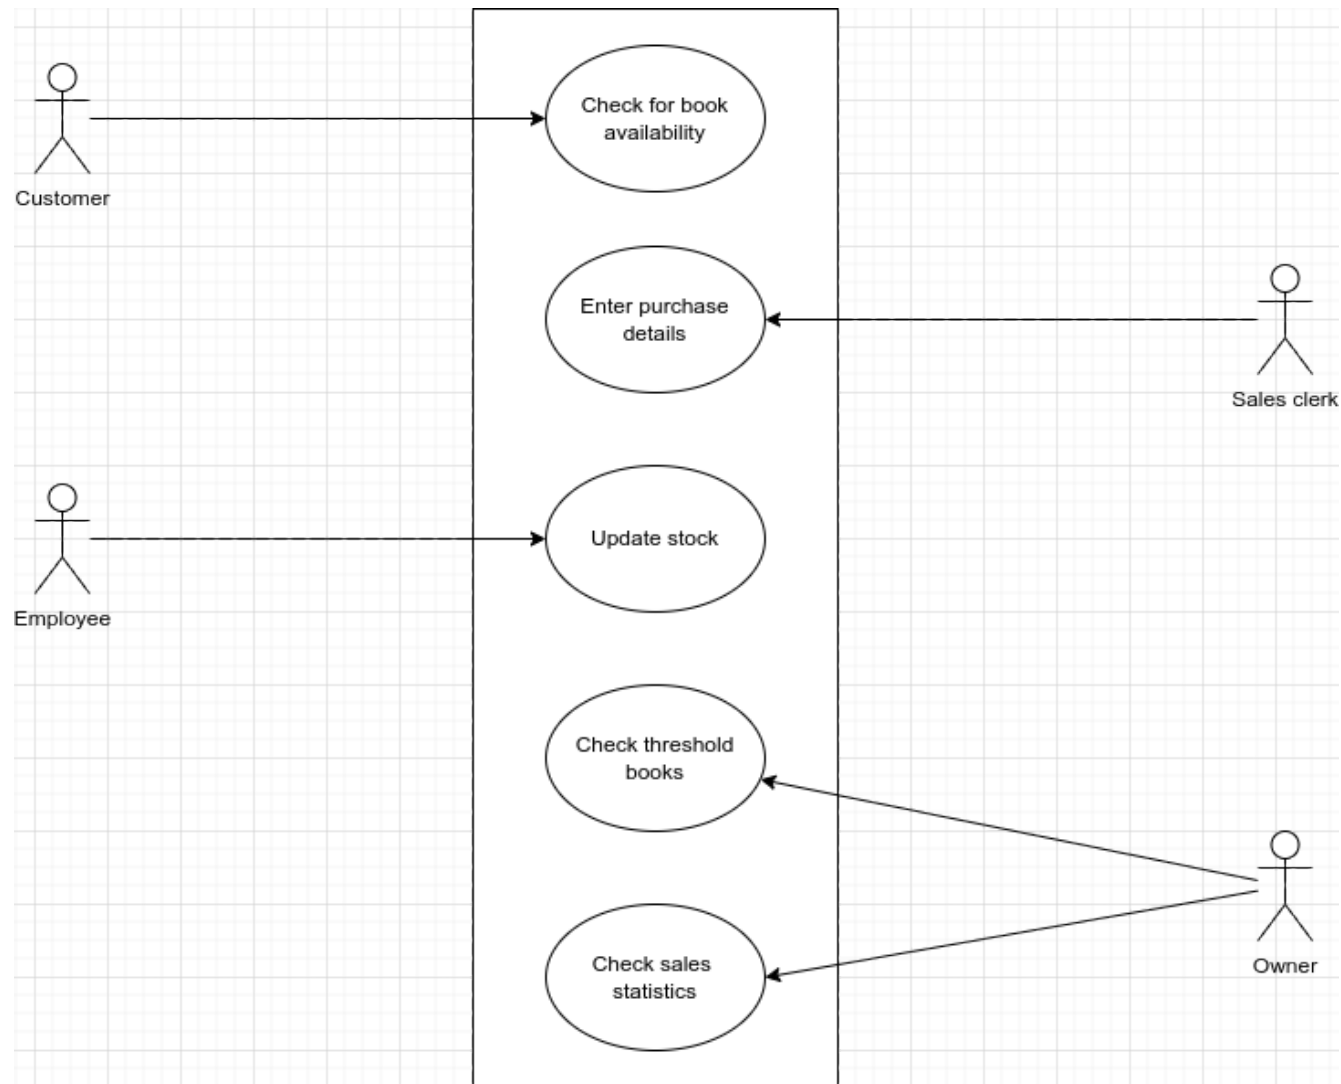 Check for book
availability
Customer
Enter purchase
details
Sales clerk
Update stock
Employee
Check threshold
books
Check sales
statistics
Owner